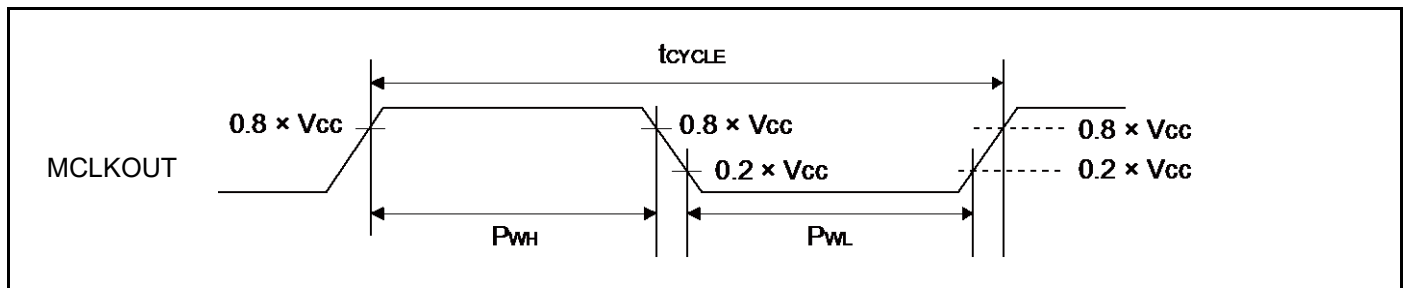 tCYCLE
0.8 × VCC
0.8 × VCC
0.8 × VCC
MCLKOUT
0.2 × VCC
0.2 × VCC
PWH
PWL